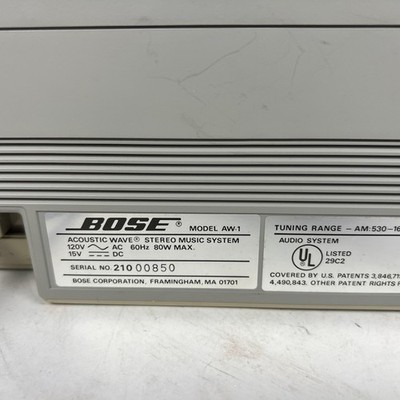 BOSE® MODEL AW-1
ACOUSTIC WAVE® STEREO MUSIC SYSTEM
120V ~ AC 60Hz 80W MAX.
15V ⎓ DC
SERIAL NO. 210 00850
BOSE CORPORATION, FRAMINGHAM, MA 01701
TUNING RANGE - AM:530-16
AUDIO SYSTEM
UL® LISTED
29C2
COVERED BY U.S. PATENTS 3,846,71
4,490,843. OTHER PATENT RIGHTS